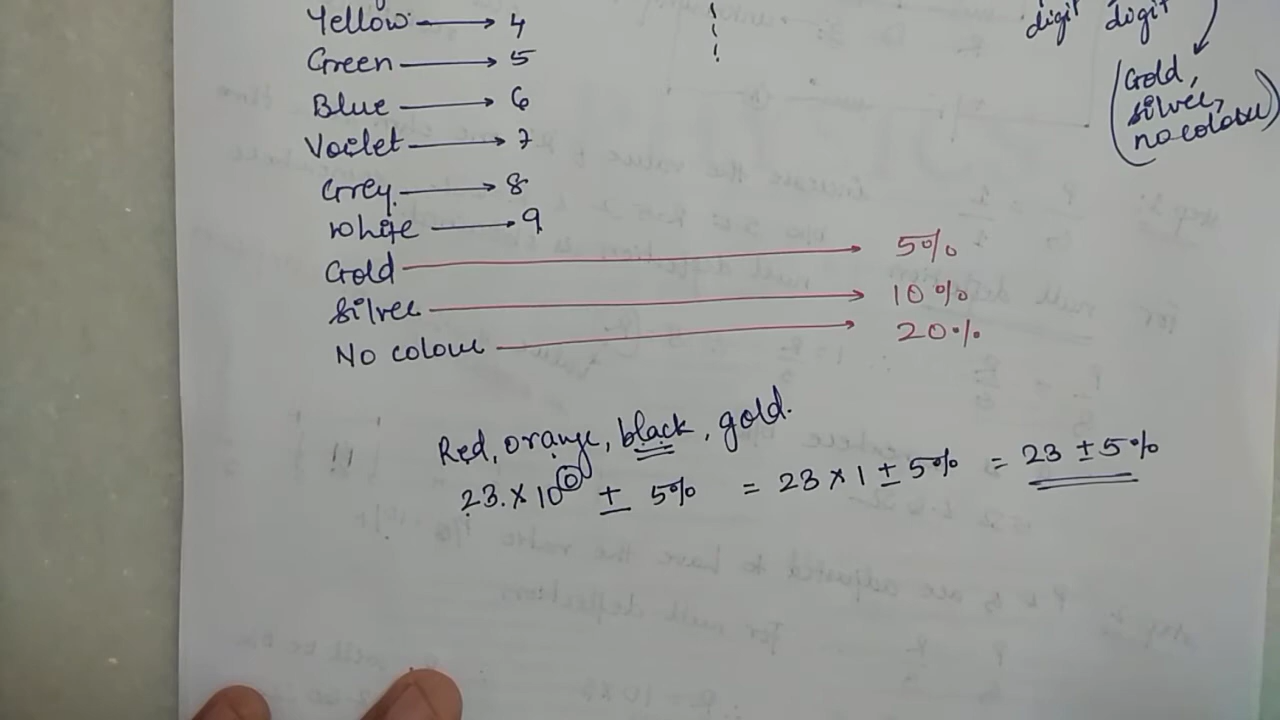 Yellow → 4
Green → 5
Blue → 6
Voilet → 7
Grey. → 8
White → 9
Gold → 5%
Silver → 10%
No colour → 20%
digit digit
(Gold,
silver,
no colour)
Red, orange, black, gold.
23. × 10⁰ ± 5% = 23 × 1 ± 5% = 23 ± 5%